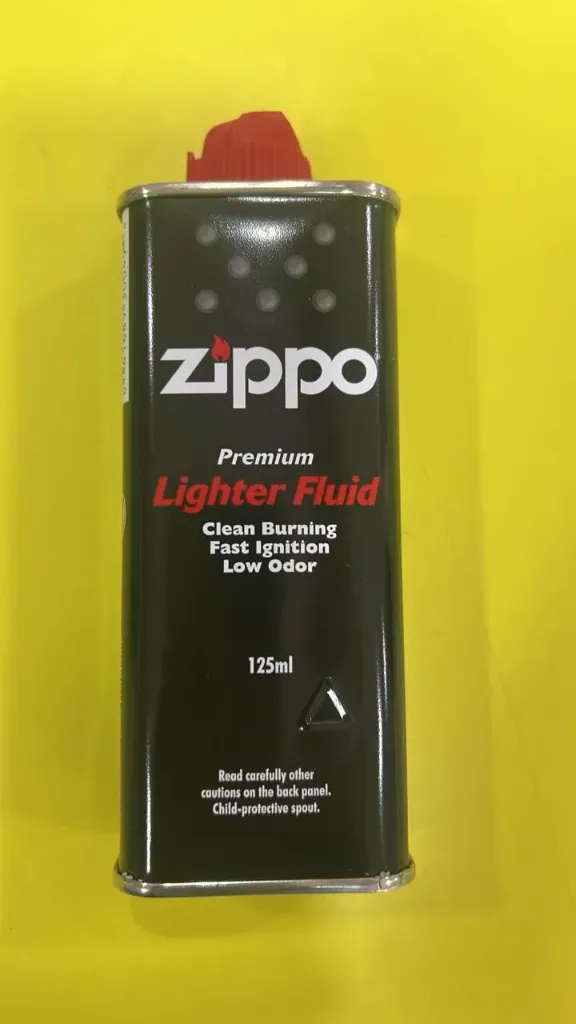 zippo
Premium
Lighter Fluid
Clean Burning
Fast Ignition
Low Odor
125ml
Read carefully other
cautions on the back panel.
Child-protective spout.